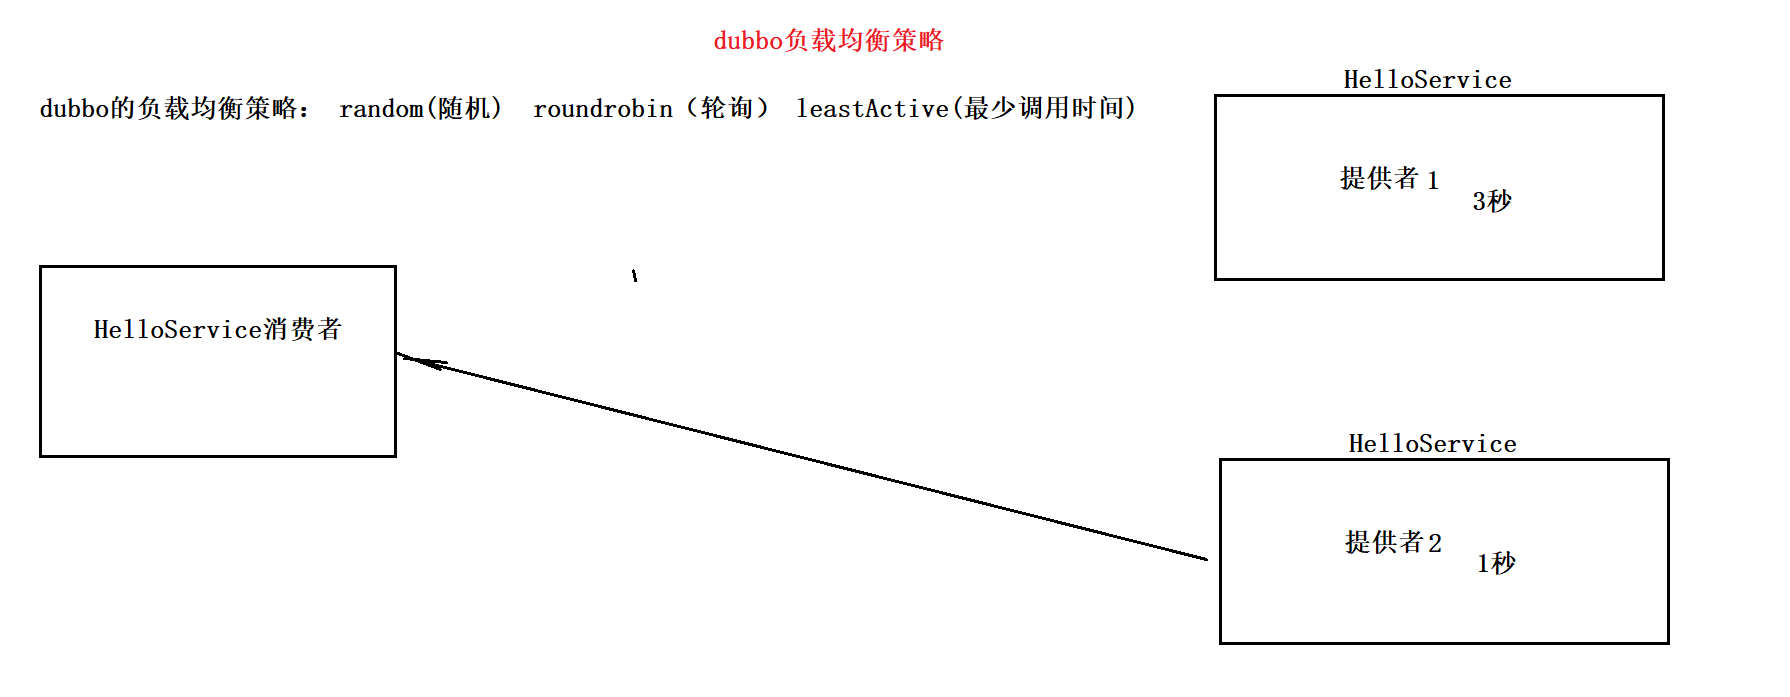 dubbo负载均衡策略
dubbo的负载均衡策略： random(随机) roundrobin（轮询） leastActive(最少调用时间)
HelloService
提供者1
3秒
HelloService消费者
HelloService
提供者2
1秒